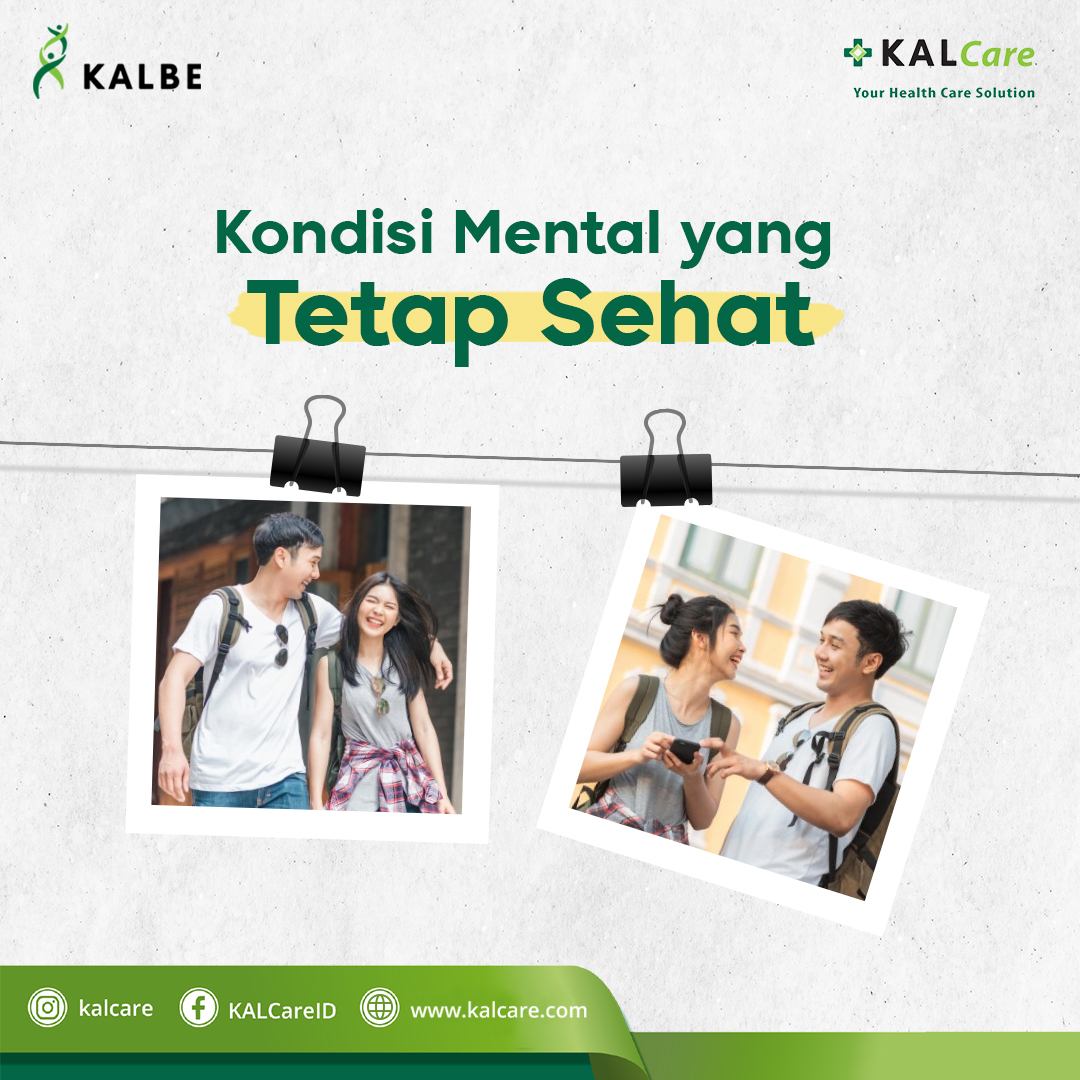 KALBE
KALCare
Your Health Care Solution
Kondisi Mental yang
Tetap Sehat
kalcare
KALCareID
www.kalcare.com